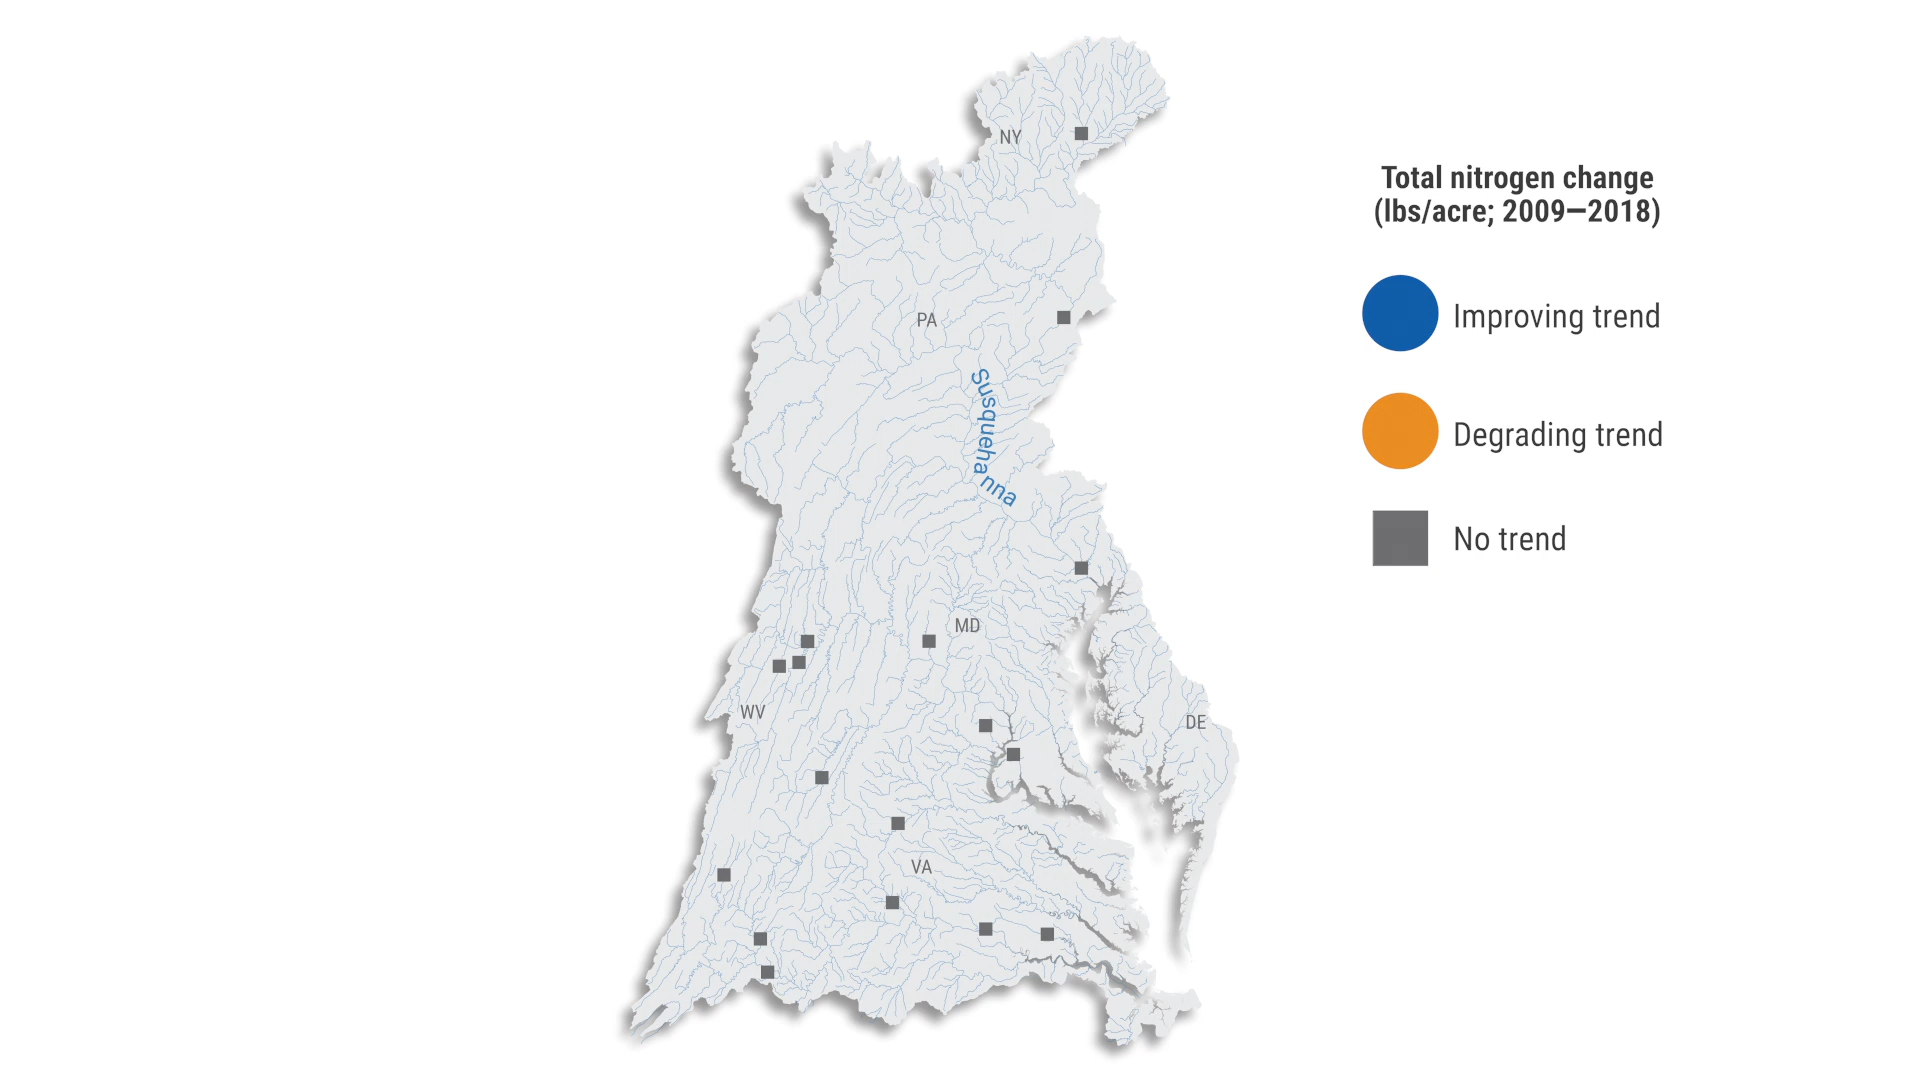 NY
PA
Susquehanna
MD
WV
DE
VA
Total nitrogen change
(lbs/acre; 2009—2018)
Improving trend
Degrading trend
No trend